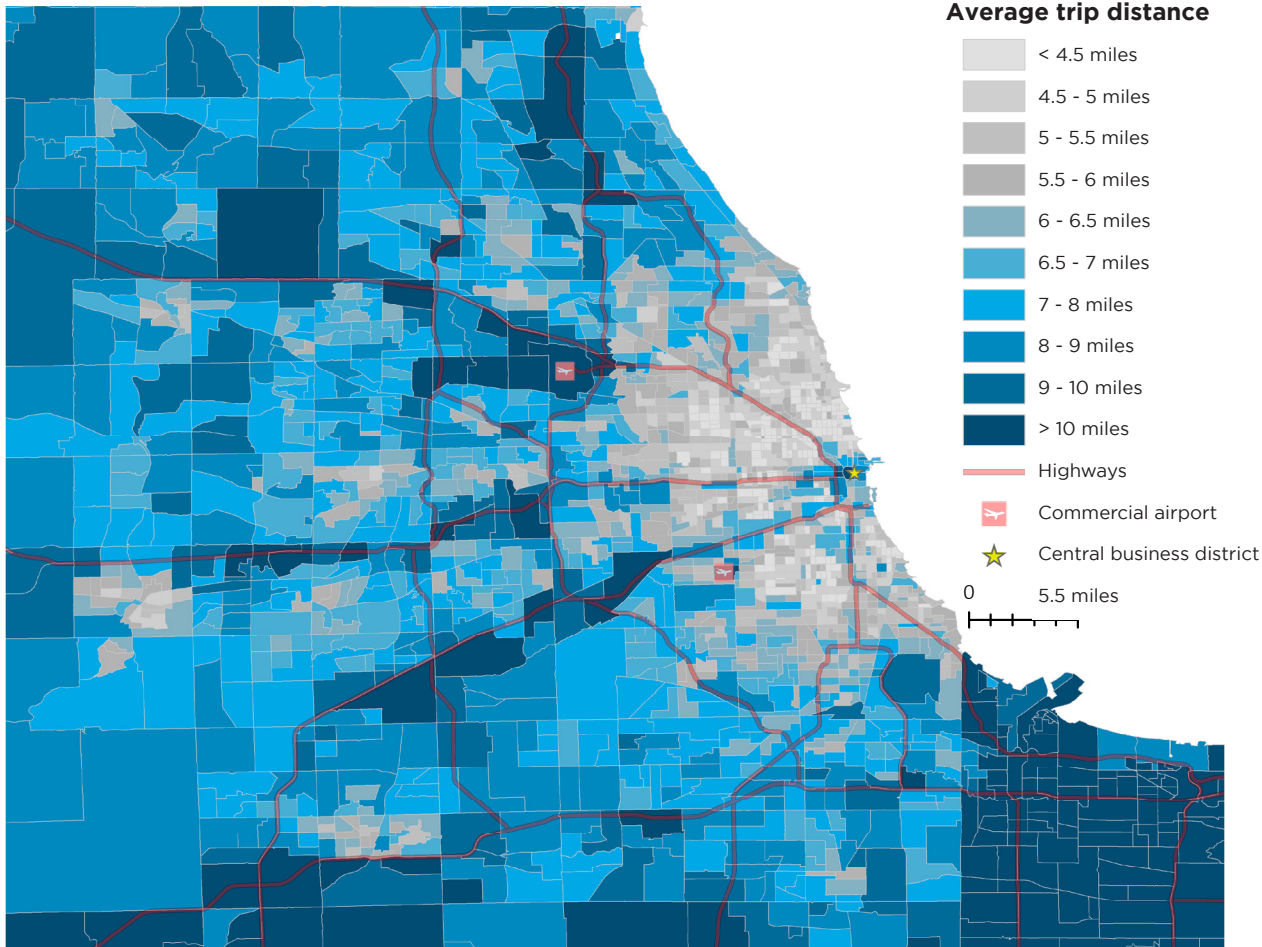 Average trip distance
< 4.5 miles
4.5 - 5 miles
5 - 5.5 miles
5.5 - 6 miles
6 - 6.5 miles
6.5 - 7 miles
7 - 8 miles
8 - 9 miles
9 - 10 miles
> 10 miles
Highways
Commercial airport
Central business district
0 5.5 miles